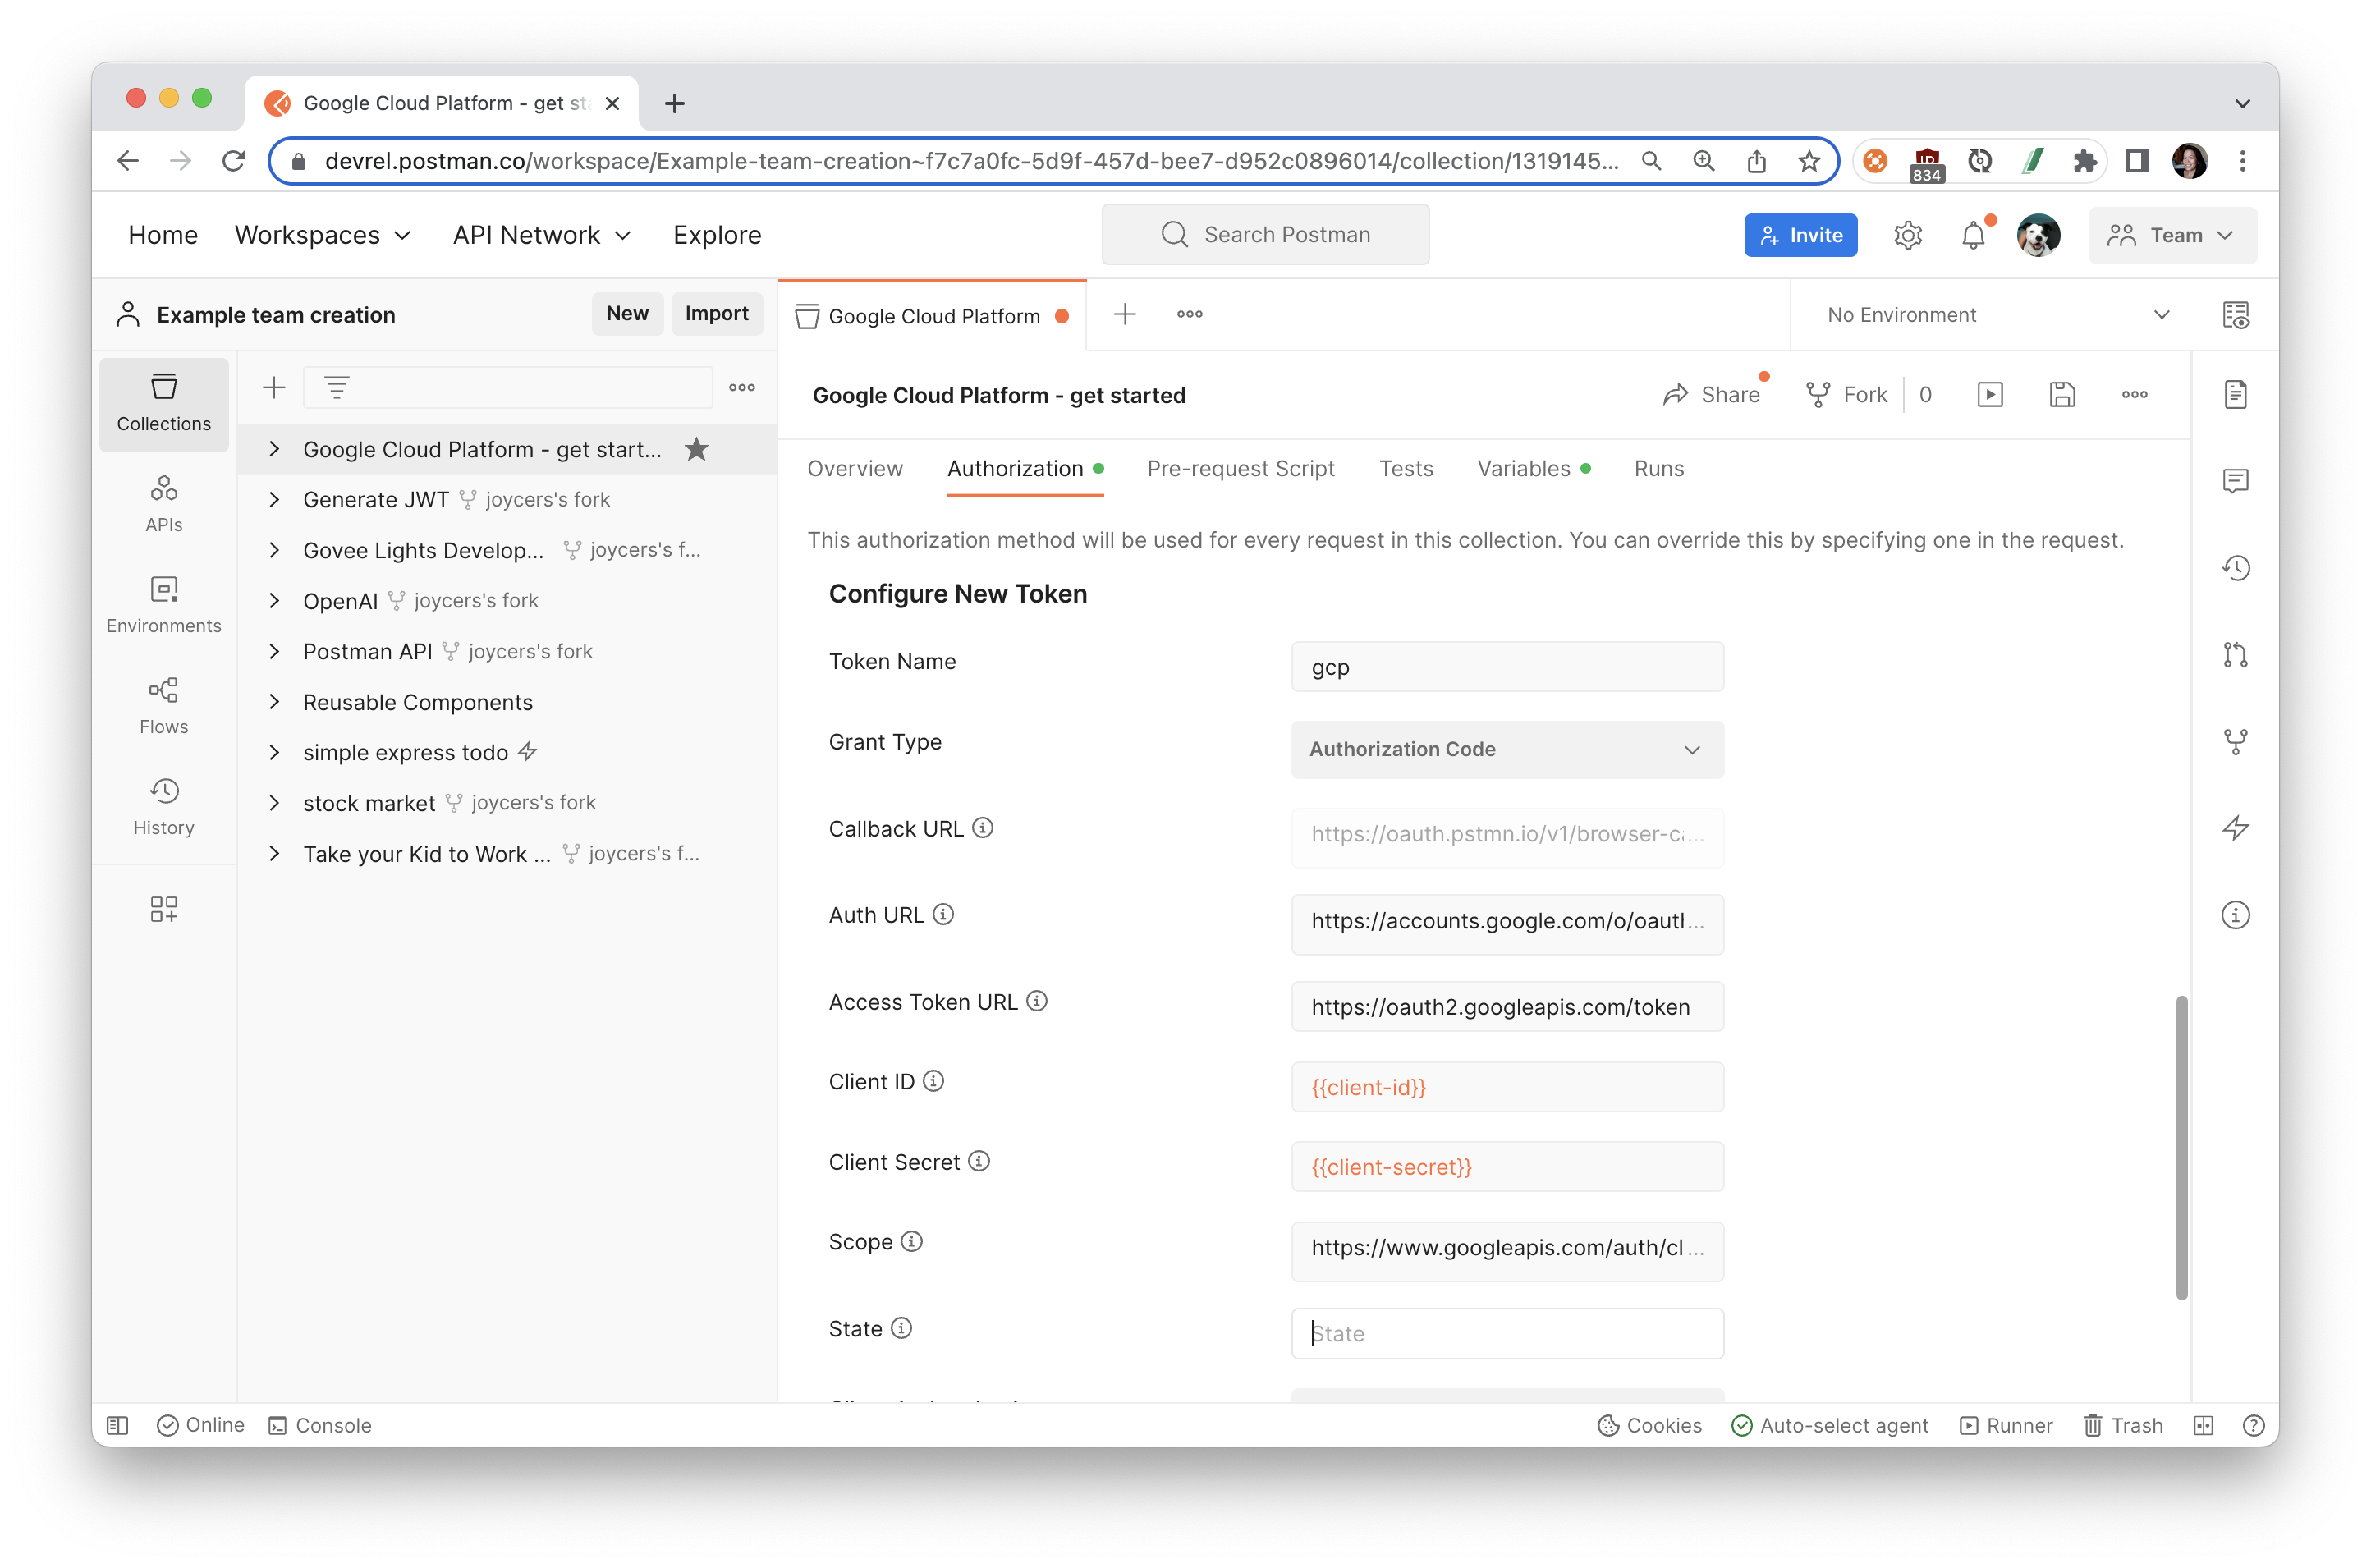 Google Cloud Platform - get st
devrel.postman.co/workspace/Example-team-creation~f7c7a0fc-5d9f-457d-bee7-d952c0896014/collection/1319145...
834
Home Workspaces API Network Explore
Search Postman
Invite
Team
Example team creation
New
Import
Google Cloud Platform
No Environment
Collections
APIs
Environments
Flows
History
Google Cloud Platform - get start...
Generate JWT joycers's fork
Govee Lights Develop... joycers's f...
OpenAI joycers's fork
Postman API joycers's fork
Reusable Components
simple express todo
stock market joycers's fork
Take your Kid to Work ... joycers's f...
Google Cloud Platform - get started
Share
Fork 0
Overview Authorization Pre-request Script Tests Variables Runs
This authorization method will be used for every request in this collection. You can override this by specifying one in the request.
Configure New Token
Token Name gcp
Grant Type Authorization Code
Callback URL https://oauth.pstmn.io/v1/browser-ca...
Auth URL https://accounts.google.com/o/oauth...
Access Token URL https://oauth2.googleapis.com/token
Client ID {{client-id}}
Client Secret {{client-secret}}
Scope https://www.googleapis.com/auth/cl...
State State
Online Console
Cookies Auto-select agent Runner Trash